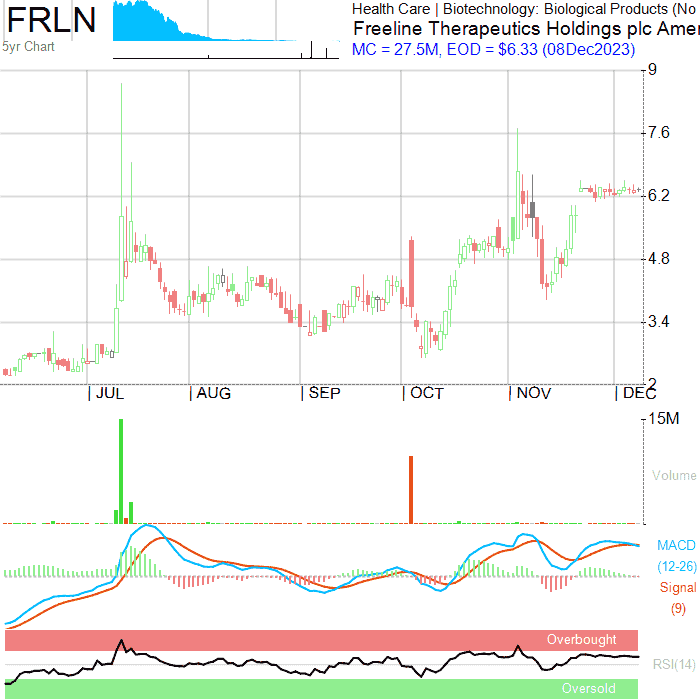 FRLN
5yr Chart
Health Care | Biotechnology: Biological Products (No
Freeline Therapeutics Holdings plc Amer
MC = 27.5M, EOD = $6.33 (08Dec2023)
9
7.6
6.2
4.8
3.4
2
| JUL | AUG | SEP | OCT | NOV | DEC
15M
Volume
MACD
(12-26)
Signal
(9)
Overbought
RSI(14)
Oversold